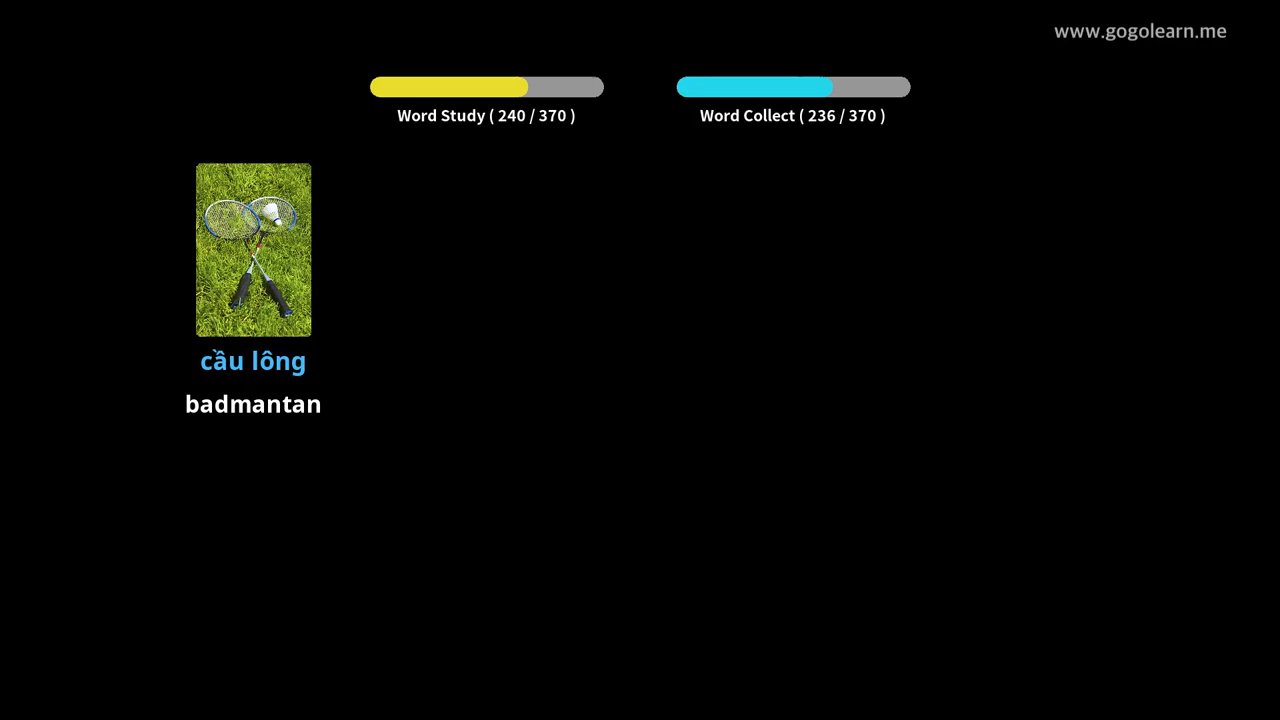 www.gogolearn.me
Word Study ( 240 / 370 )
Word Collect ( 236 / 370 )
cầu lông
badmantan